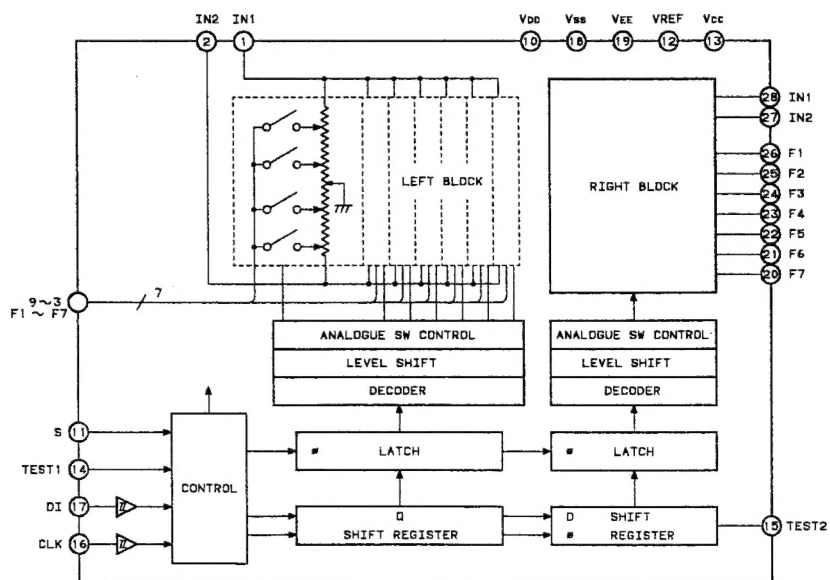 IN2 IN1 VDD VSS VEE VREF VCC
2 1 10 18 19 12 13
28 IN1
27 IN2
26 F1
25 F2
24 F3
23 F4
22 F5
21 F6
20 F7
LEFT BLOCK
RIGHT BLOCK
7
9~3
F1 ~ F7
ANALOGUE SW CONTROL
LEVEL SHIFT
DECODER
ANALOGUE SW CONTROL
LEVEL SHIFT
DECODER
S 11
TEST1 14
DI 17
CLK 16
CONTROL
ø LATCH
ø LATCH
Q
SHIFT REGISTER
D SHIFT
ø REGISTER
15 TEST2